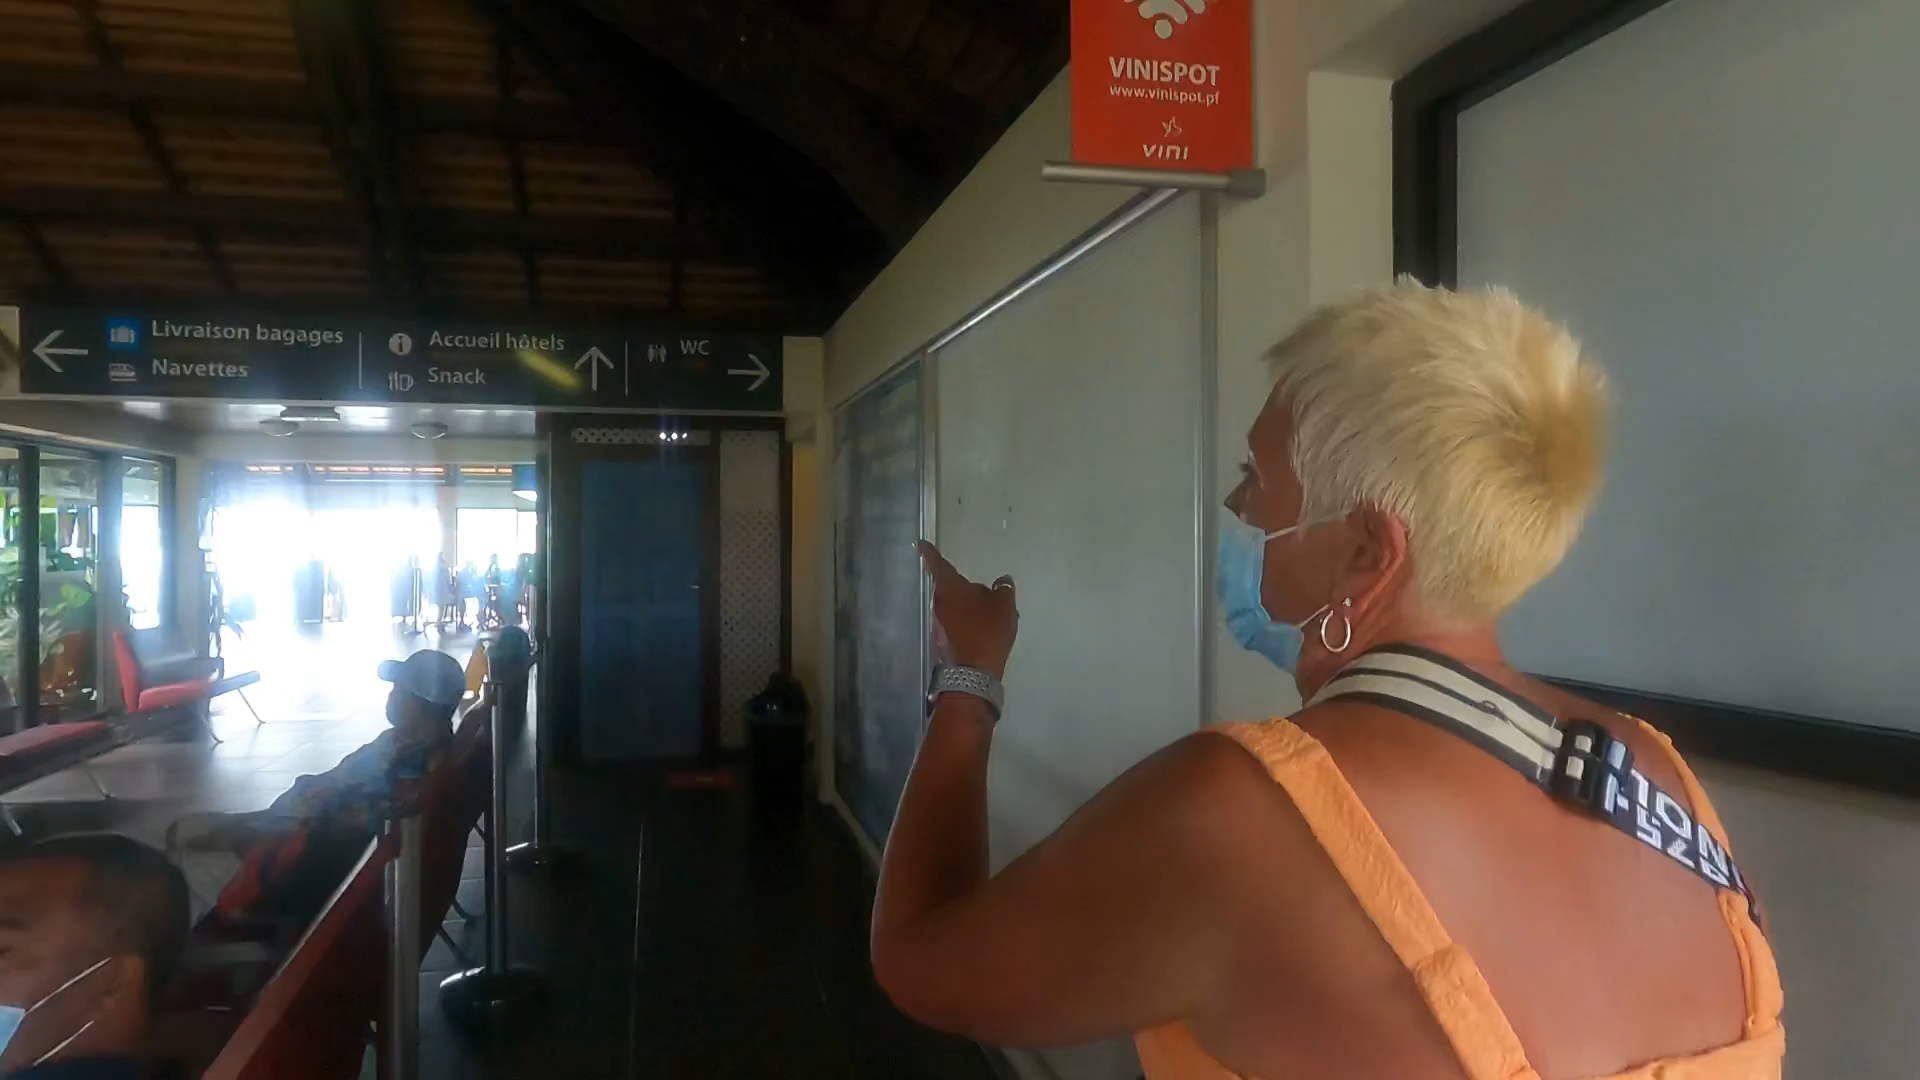 VINISPOT
www.vinispot.pf
vini
Livraison bagages
Navettes
Accueil hôtels
Snack
WC